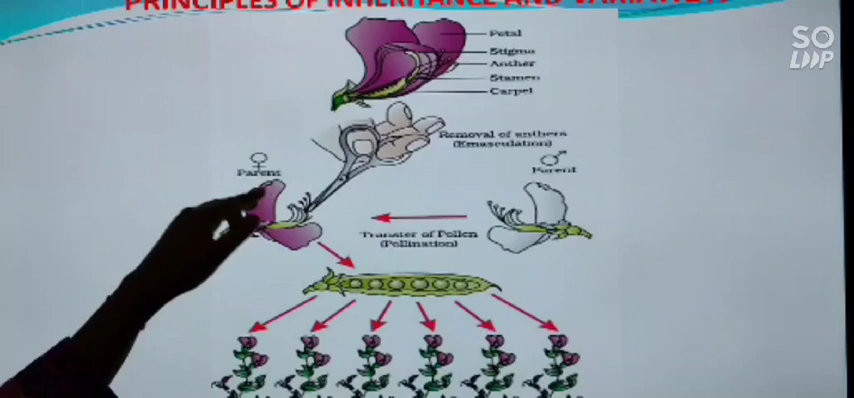 PRINCIPLES OF INHERITANCE AND VARIATION
Petal
Stigma
Anther
Stamen
Carpel
Removal of anthers
(Emasculation)
Parent
Parent
Transfer of Pollen
(Pollination)
SO
LOOP